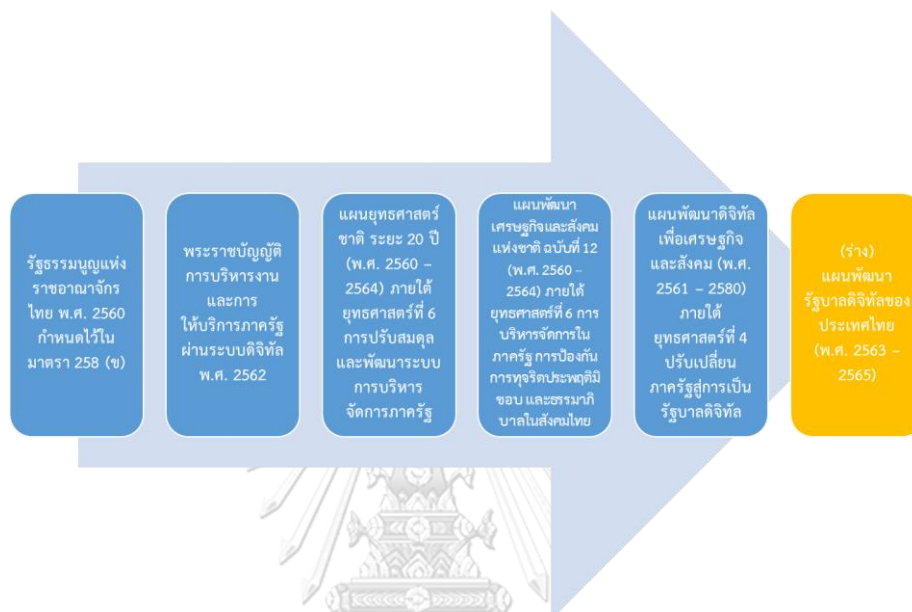 รัฐธรรมนูญแห่ง
ราชอาณาจักร
ไทย พ.ศ. 2560
กำหนดไว้ใน
มาตรา 258 (ข)
พระราชบัญญัติ
การบริหารงาน
และการ
ให้บริการภาครัฐ
ผ่านระบบดิจิทัล
พ.ศ. 2562
แผนยุทธศาสตร์
ชาติ ระยะ 20 ปี
(พ.ศ. 2560 –
2564) ภายใต้
ยุทธศาสตร์ที่ 6
การปรับสมดุล
และพัฒนาระบบ
การบริหาร
จัดการภาครัฐ
แผนพัฒนา
เศรษฐกิจและสังคม
แห่งชาติ ฉบับที่ 12
(พ.ศ. 2560 –
2564) ภายใต้
ยุทธศาสตร์ที่ 6 การ
บริหารจัดการใน
ภาครัฐ การป้องกัน
การทุจริตประพฤติมิ
ชอบ และธรรมาภิ
บาลในสังคมไทย
แผนพัฒนาดิจิทัล
เพื่อเศรษฐกิจ
และสังคม (พ.ศ.
2561 – 2580)
ภายใต้
ยุทธศาสตร์ที่ 4
ปรับเปลี่ยน
ภาครัฐสู่การเป็น
รัฐบาลดิจิทัล
(ร่าง)
แผนพัฒนา
รัฐบาลดิจิทัลของ
ประเทศไทย
(พ.ศ. 2563 –
2565)